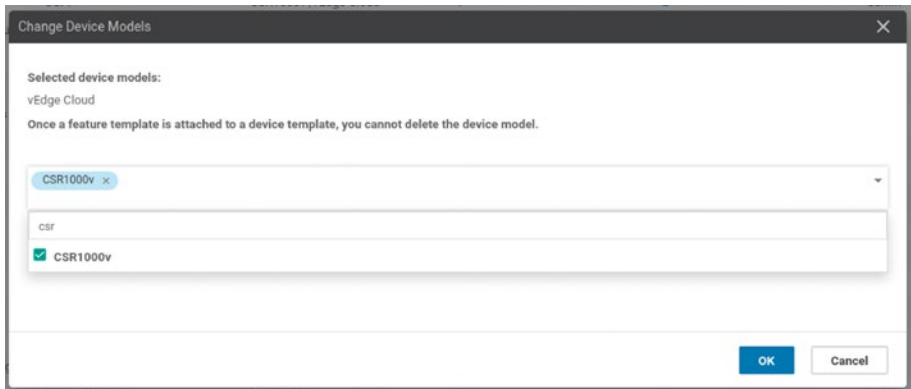 Change Device Models
Selected device models:
vEdge Cloud
Once a feature template is attached to a device template, you cannot delete the device model.
CSR1000v ×
csr
CSR1000v
OK Cancel